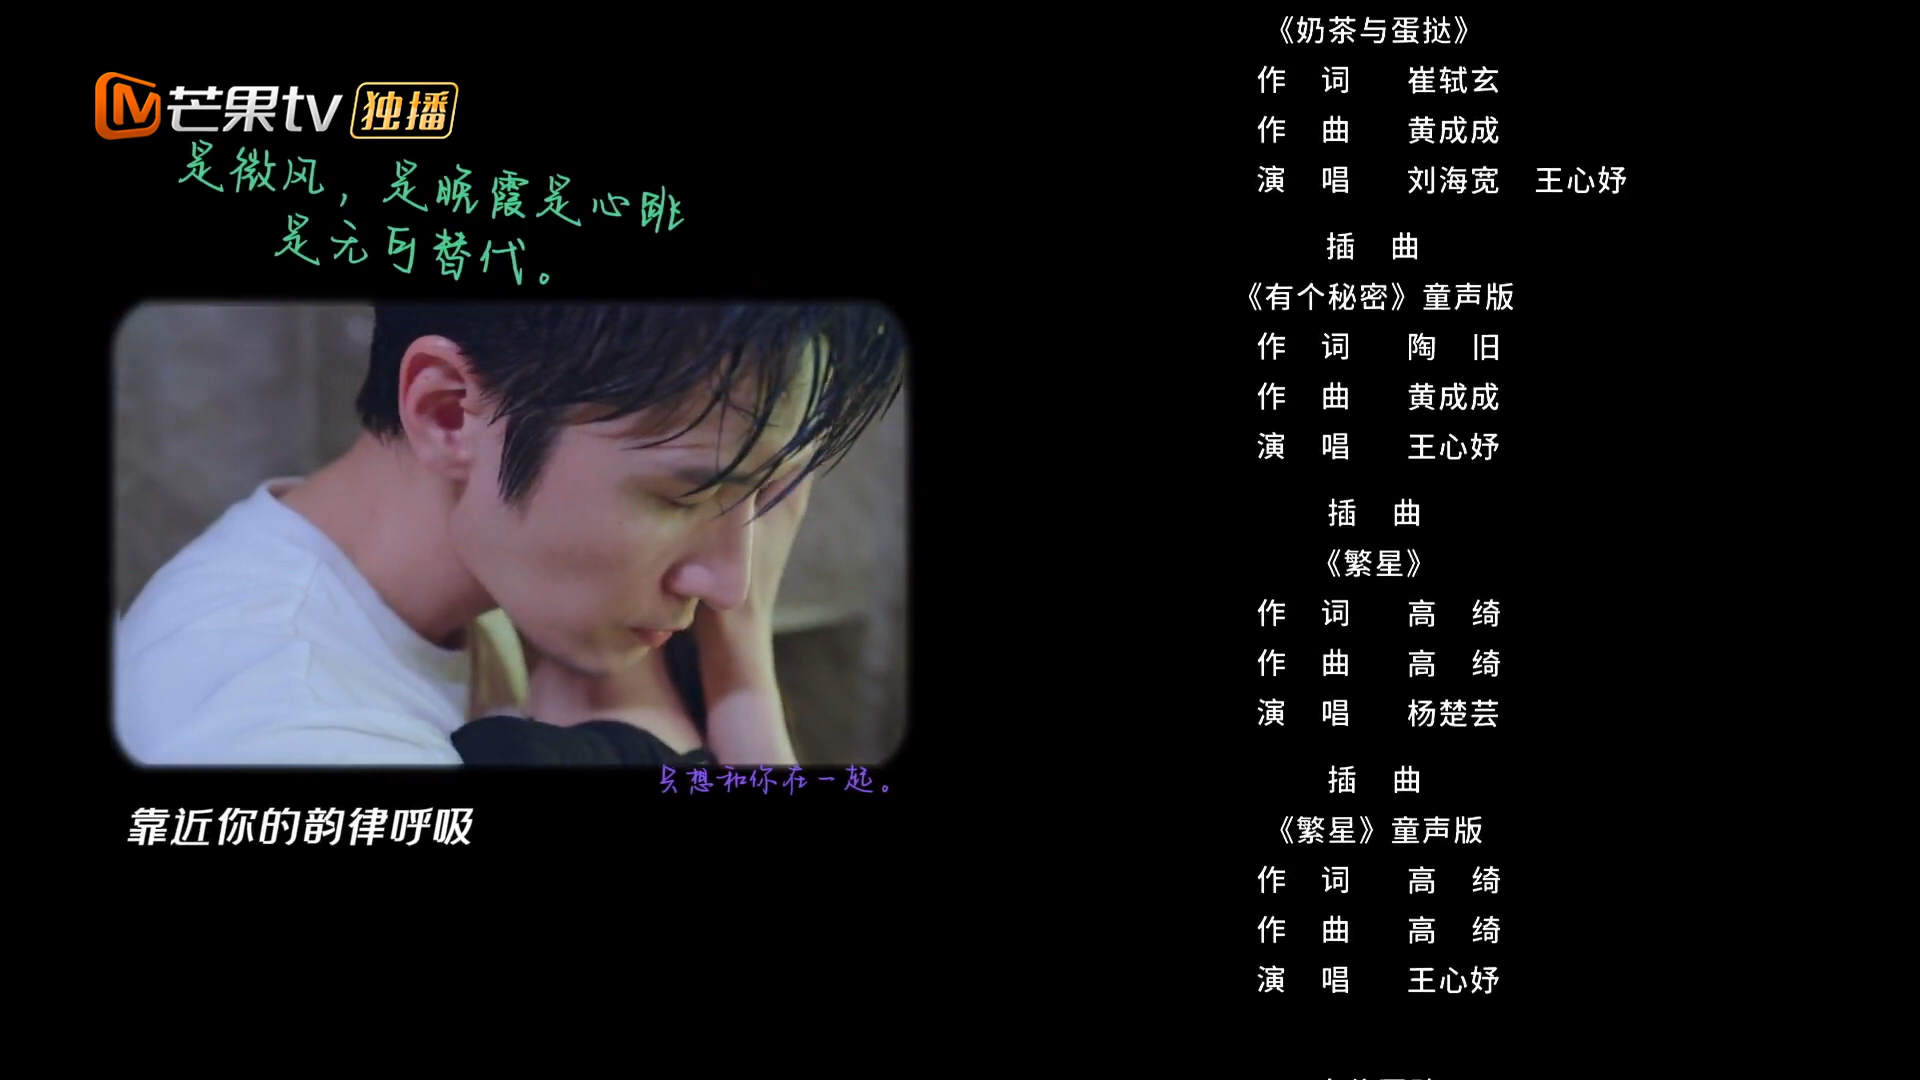 芒果tv 独播
是微风，是晚霞是心跳
是无可替代。
只想和你在一起。
靠近你的韵律呼吸
《奶茶与蛋挞》
作 词 崔轼玄
作 曲 黄成成
演 唱 刘海宽 王心妤
插 曲
《有个秘密》童声版
作 词 陶 旧
作 曲 黄成成
演 唱 王心妤
插 曲
《繁星》
作 词 高 绮
作 曲 高 绮
演 唱 杨楚芸
插 曲
《繁星》童声版
作 词 高 绮
作 曲 高 绮
演 唱 王心妤